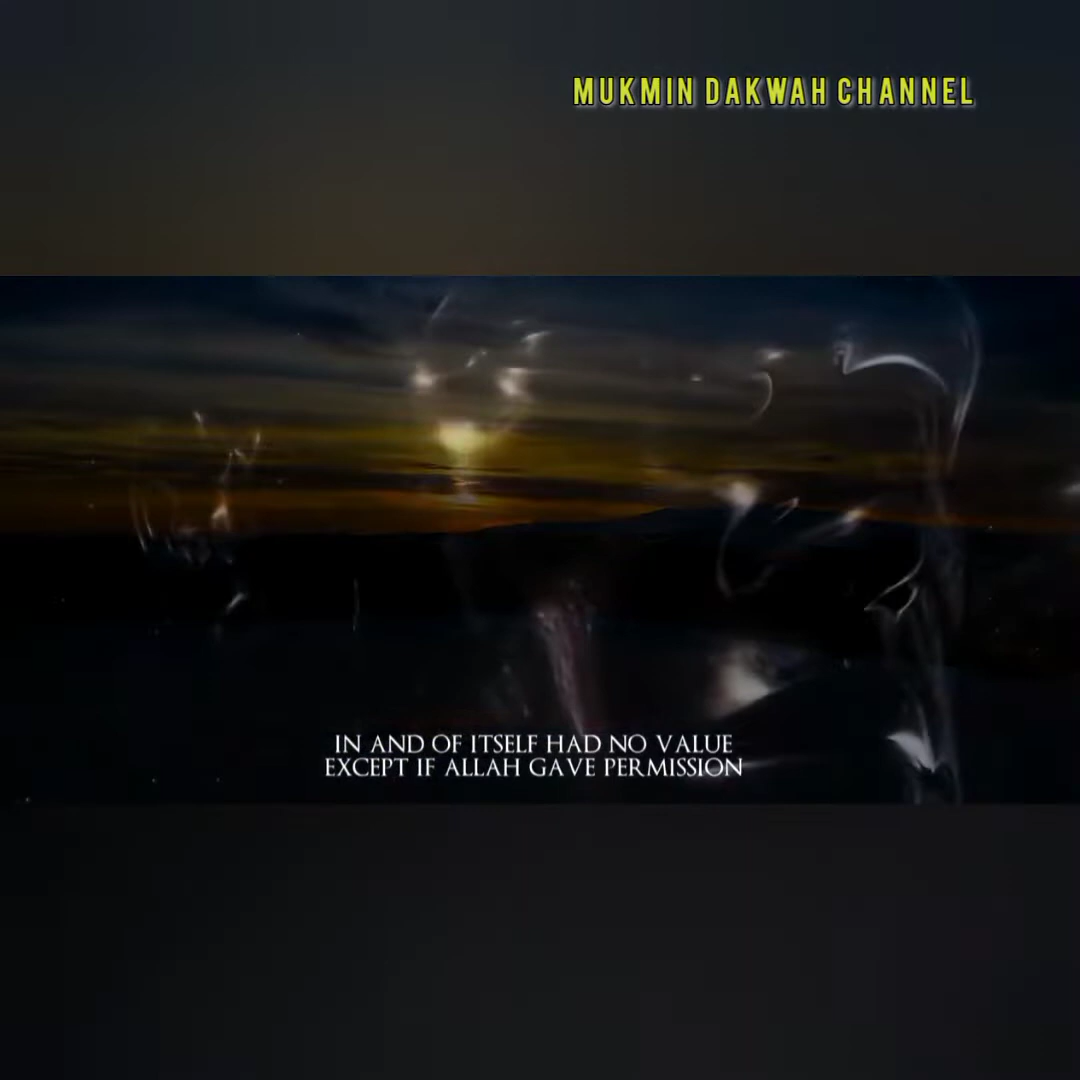 MUKMIN DAKWAH CHANNEL
IN AND OF ITSELF HAD NO VALUE
EXCEPT IF ALLAH GAVE PERMISSION